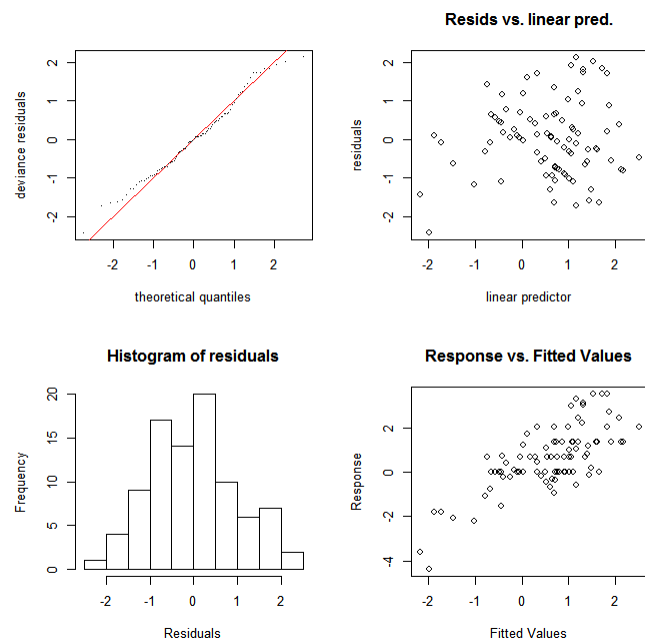 Resids vs. linear pred.
deviance residuals
2
1
0
-1
-2
-2 -1 0 1 2
theoretical quantiles
residuals
2
1
0
-1
-2
-2 -1 0 1 2
linear predictor
Histogram of residuals
Frequency
20
15
10
5
0
-2 -1 0 1 2
Residuals
Response vs. Fitted Values
Response
2
0
-2
-4
-2 -1 0 1 2
Fitted Values